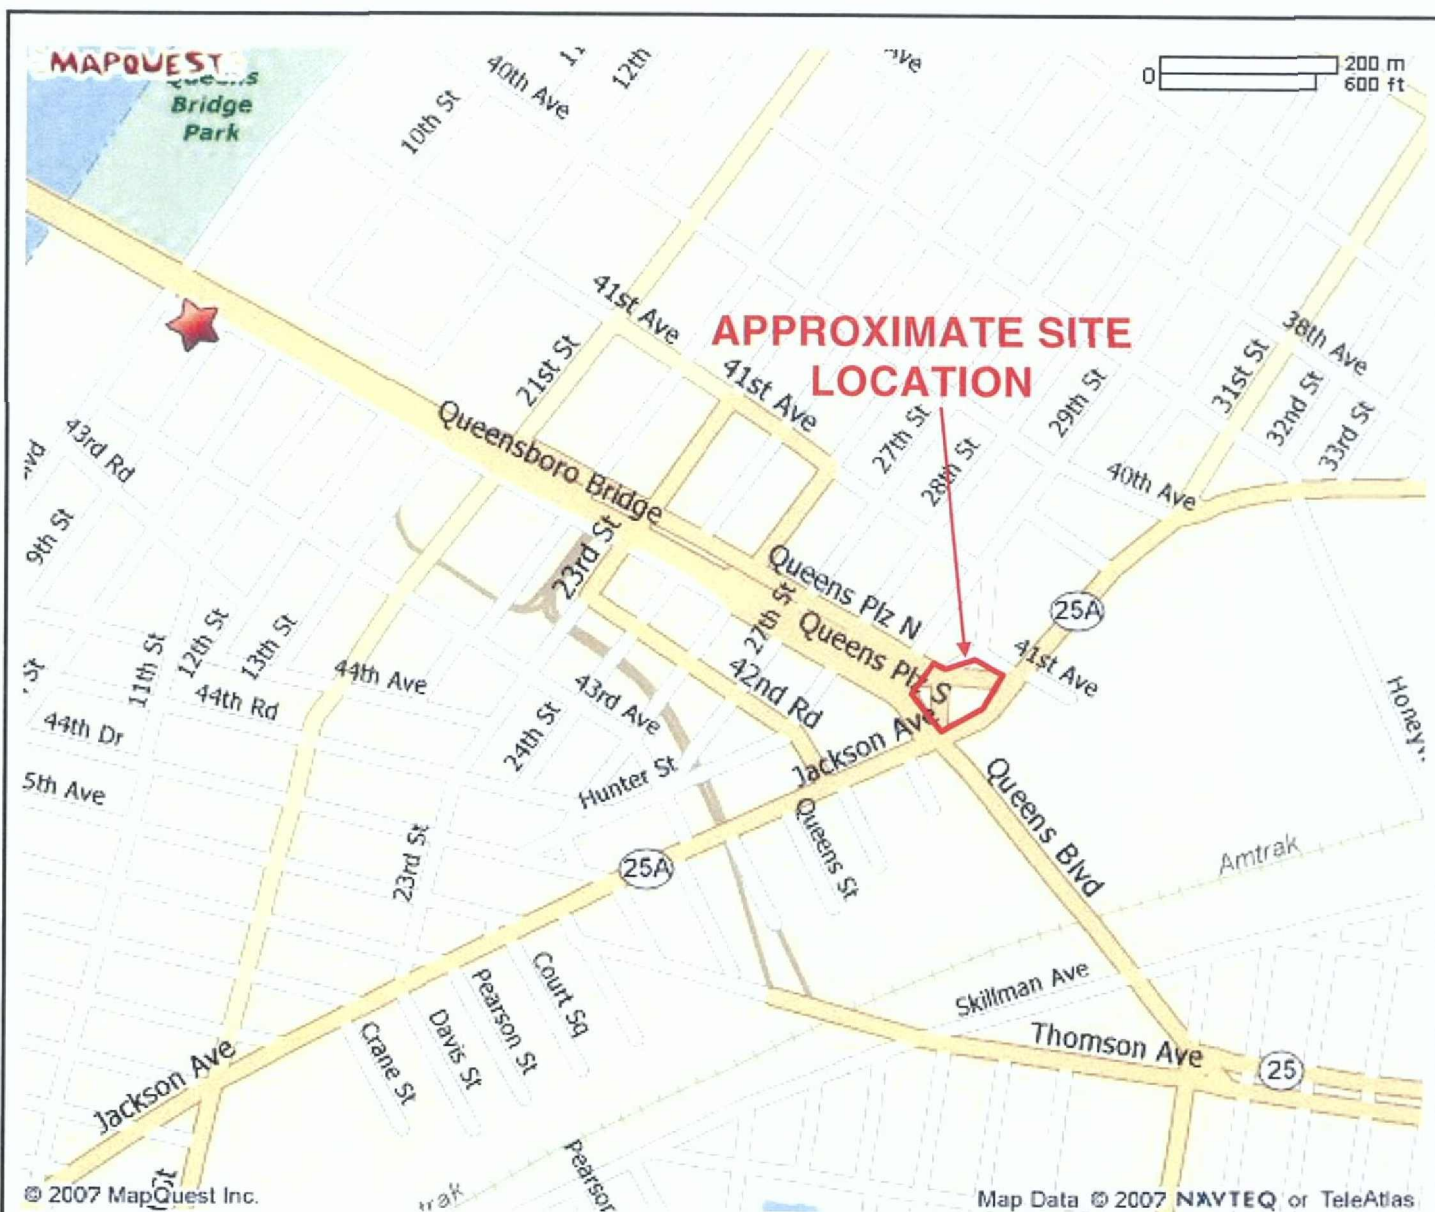 MAPQUEST
Queens
Bridge
Park
0
200 m
600 ft
40th Ave
12th
Ave
10th St
41st Ave
41st Ave
21st St
APPROXIMATE SITE
LOCATION
38th Ave
31st St
32nd St
33rd St
29th St
27th St
28th St
40th Ave
43rd Rd
Queensboro Bridge
9th St
23rd St
Queens Plz N
27th St
Queens Plz S
25A
41st Ave
11th St
12th St
13th St
44th Ave
44th Rd
44th Dr
5th Ave
43rd Ave
42nd Rd
24th St
Hunter St
Jackson Ave
Queens St
Queens Blvd
Amtrak
25A
23rd St
Skillman Ave
Court Sq
Pearson St
Davis St
Crane St
Jackson Ave
Thomson Ave
25
Pearson
© 2007 MapQuest Inc.
Map Data © 2007 NAVTEQ or TeleAtlas